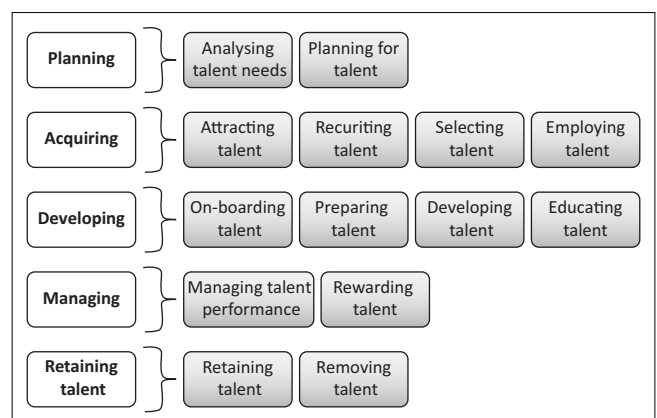 Planning
Analysing
talent needs
Planning for
talent
Acquiring
Attracting
talent
Recuriting
talent
Selecting
talent
Employing
talent
Developing
On-boarding
talent
Preparing
talent
Developing
talent
Educating
talent
Managing
Managing talent
performance
Rewarding
talent
Retaining
talent
Retaining
talent
Removing
talent